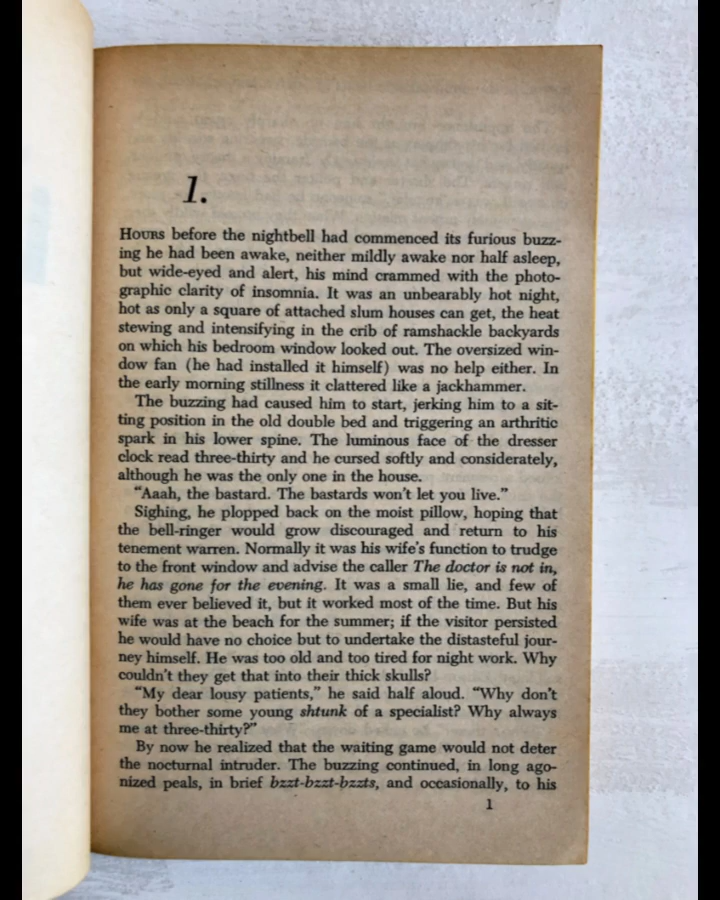 1.
HOURS before the nightbell had commenced its furious buzz-
ing he had been awake, neither mildly awake nor half asleep,
but wide-eyed and alert, his mind crammed with the photo-
graphic clarity of insomnia. It was an unbearably hot night,
hot as only a square of attached slum houses can get, the heat
stewing and intensifying in the crib of ramshackle backyards
on which his bedroom window looked out. The oversized win-
dow fan (he had installed it himself) was no help either. In
the early morning stillness it clattered like a jackhammer.
The buzzing had caused him to start, jerking him to a sit-
ting position in the old double bed and triggering an arthritic
spark in his lower spine. The luminous face of the dresser
clock read three-thirty and he cursed softly and considerately,
although he was the only one in the house.
“Aaah, the bastard. The bastards won’t let you live.”
Sighing, he plopped back on the moist pillow, hoping that
the bell-ringer would grow discouraged and return to his
tenement warren. Normally it was his wife’s function to trudge
to the front window and advise the caller The doctor is not in,
he has gone for the evening. It was a small lie, and few of
them ever believed it, but it worked most of the time. But his
wife was at the beach for the summer; if the visitor persisted
he would have no choice but to undertake the distasteful jour-
ney himself. He was too old and too tired for night work. Why
couldn’t they get that into their thick skulls?
“My dear lousy patients,” he said half aloud. “Why don’t
they bother some young shtunk of a specialist? Why always
me at three-thirty?”
By now he realized that the waiting game would not deter
the nocturnal intruder. The buzzing continued, in long ago-
nized peals, in brief bzzt-bzzt-bzzts, and occasionally, to his
1